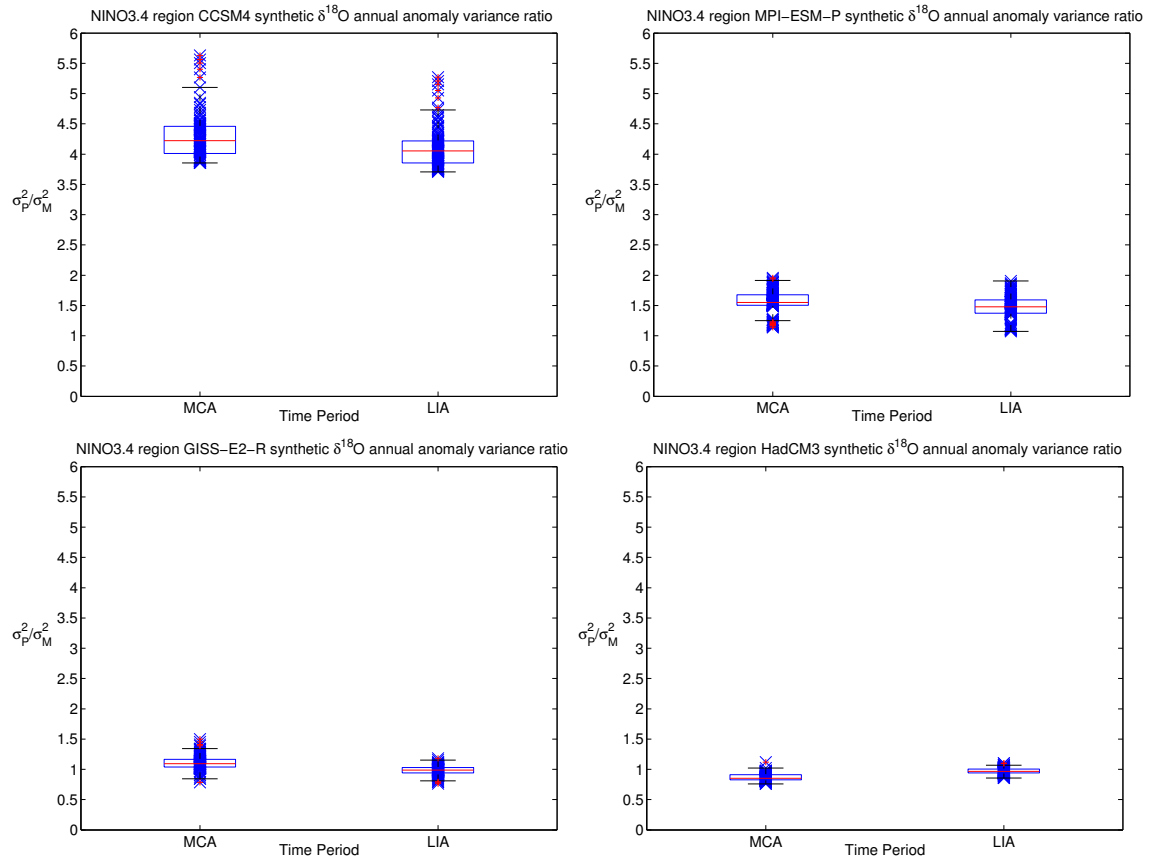 NINO3.4 region CCSM4 synthetic δ¹⁸O annual anomaly variance ratio
6
5.5
5
4.5
4
3.5
3
2.5
2
1.5
1
0.5
0
σ²P/σ²M
MCA
LIA
Time Period
NINO3.4 region MPI−ESM−P synthetic δ¹⁸O annual anomaly variance ratio
6
5.5
5
4.5
4
3.5
3
2.5
2
1.5
1
0.5
0
σ²P/σ²M
MCA
LIA
Time Period
NINO3.4 region GISS−E2−R synthetic δ¹⁸O annual anomaly variance ratio
6
5.5
5
4.5
4
3.5
3
2.5
2
1.5
1
0.5
0
σ²P/σ²M
MCA
LIA
Time Period
NINO3.4 region HadCM3 synthetic δ¹⁸O annual anomaly variance ratio
6
5.5
5
4.5
4
3.5
3
2.5
2
1.5
1
0.5
0
σ²P/σ²M
MCA
LIA
Time Period